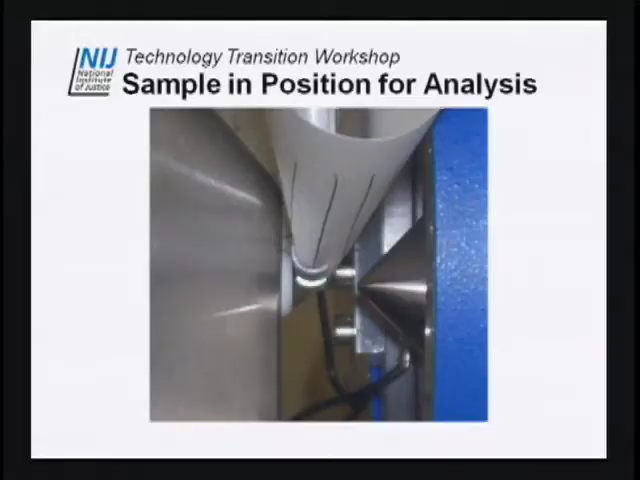 NIJ
National
Institute
of Justice
Technology Transition Workshop
Sample in Position for Analysis